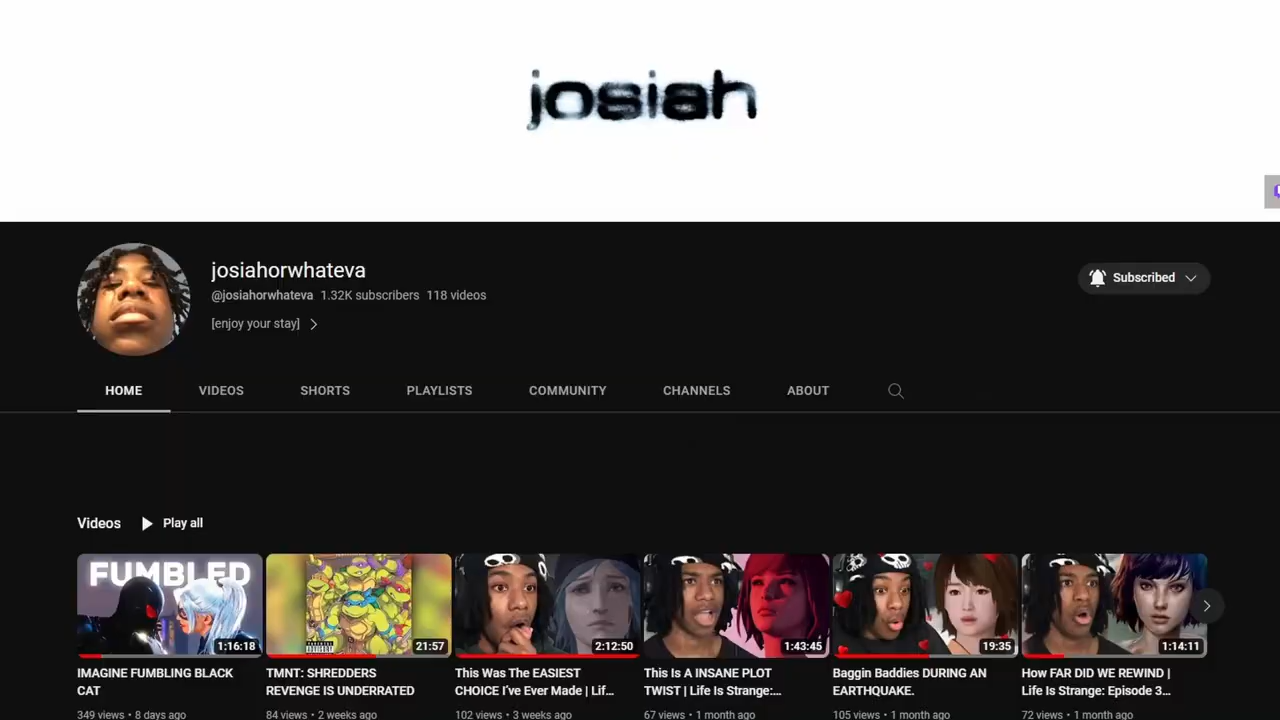 josiah
josiahorwhateva
@josiahorwhateva 1.32K subscribers 118 videos
[enjoy your stay]
Subscribed
HOME VIDEOS SHORTS PLAYLISTS COMMUNITY CHANNELS ABOUT
Videos Play all
FUMBLED
1:16:18 21:57 2:12:50 1:43:45 19:35 1:14:11
IMAGINE FUMBLING BLACK
CAT
349 views • 8 days ago
TMNT: SHREDDERS
REVENGE IS UNDERRATED
84 views • 2 weeks ago
This Was The EASIEST
CHOICE I've Ever Made | Lif...
102 views • 3 weeks ago
This Is A INSANE PLOT
TWIST | Life Is Strange:...
67 views • 1 month ago
Baggin Baddies DURING AN
EARTHQUAKE.
105 views • 1 month ago
How FAR DID WE REWIND |
Life Is Strange: Episode 3...
72 views • 1 month ago